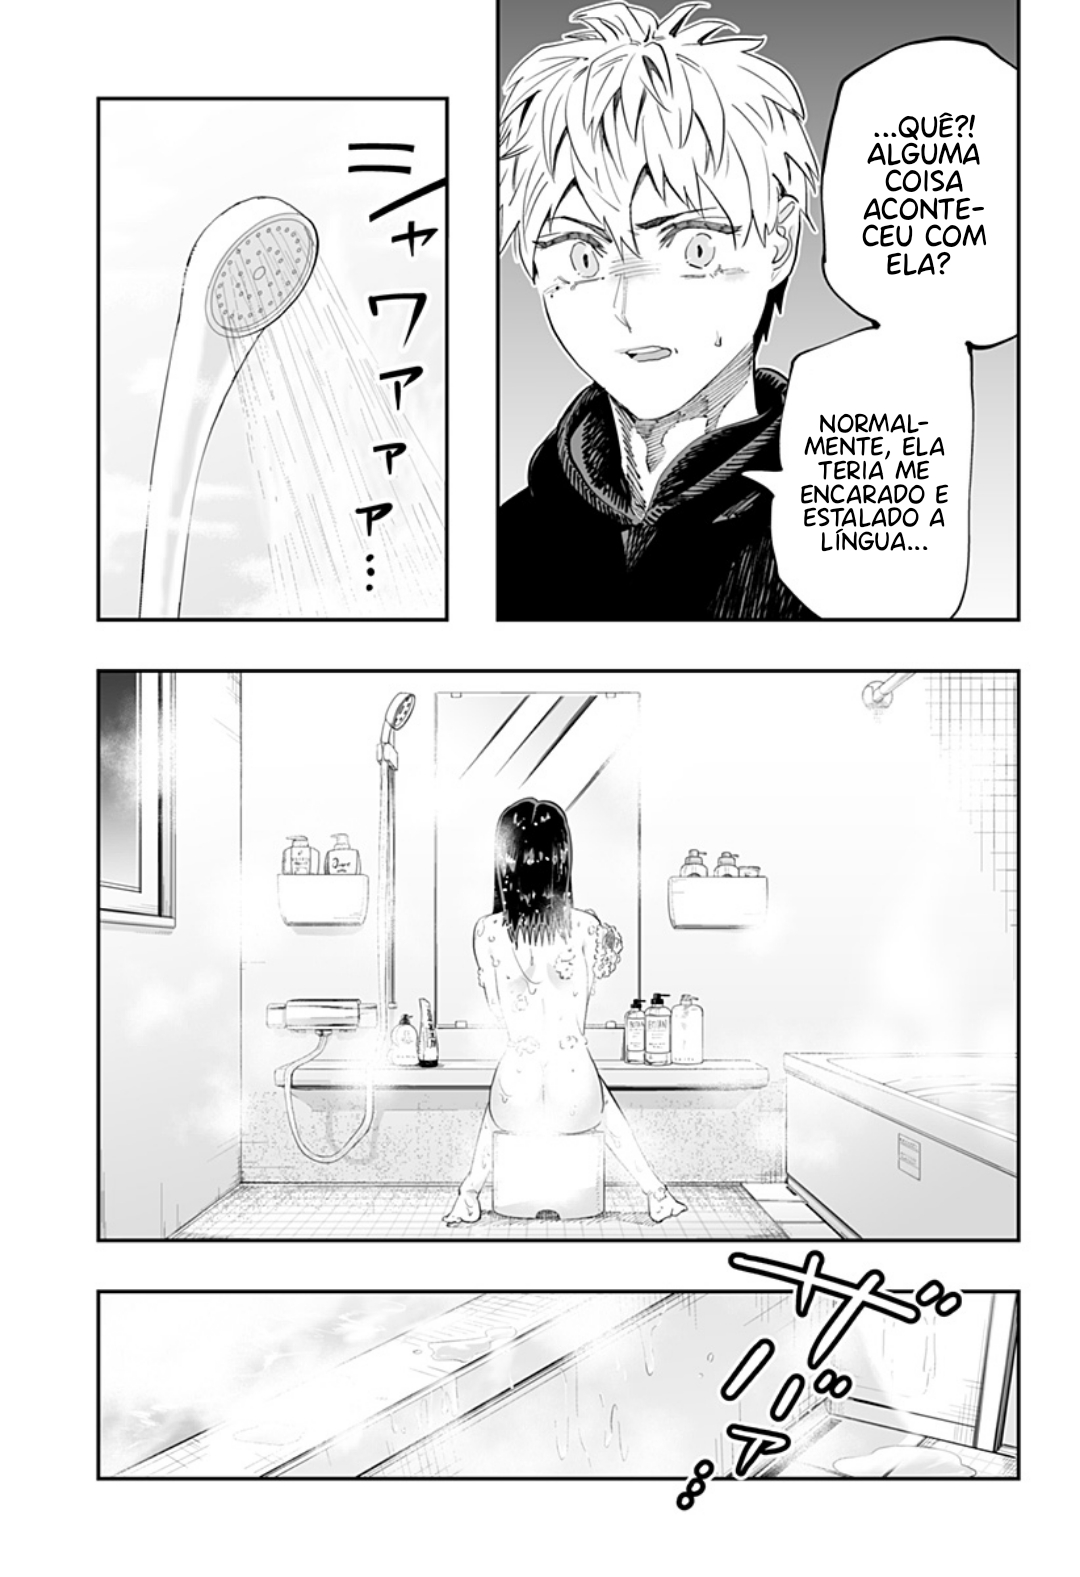 ...QUÊ?!
ALGUMA
COISA
ACONTE-
CEU COM
ELA?
NORMAL-
MENTE, ELA
TERIA ME
ENCARADO E
ESTALADO A
LÍNGUA...
シャワァァァ…
ザバァ…